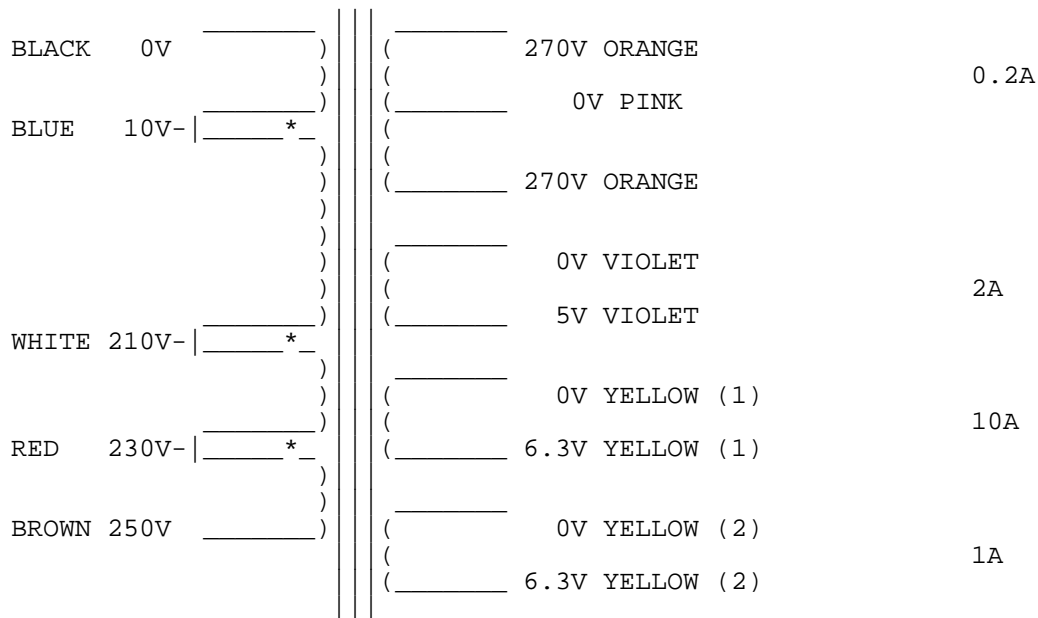 BLACK 0V 270V ORANGE
0.2A
0V PINK
BLUE 10V-|
*
270V ORANGE
0V VIOLET
2A
5V VIOLET
WHITE 210V-|
*
0V YELLOW (1)
10A
RED 230V-| * 6.3V YELLOW (1)
BROWN 250V 0V YELLOW (2)
1A
6.3V YELLOW (2)